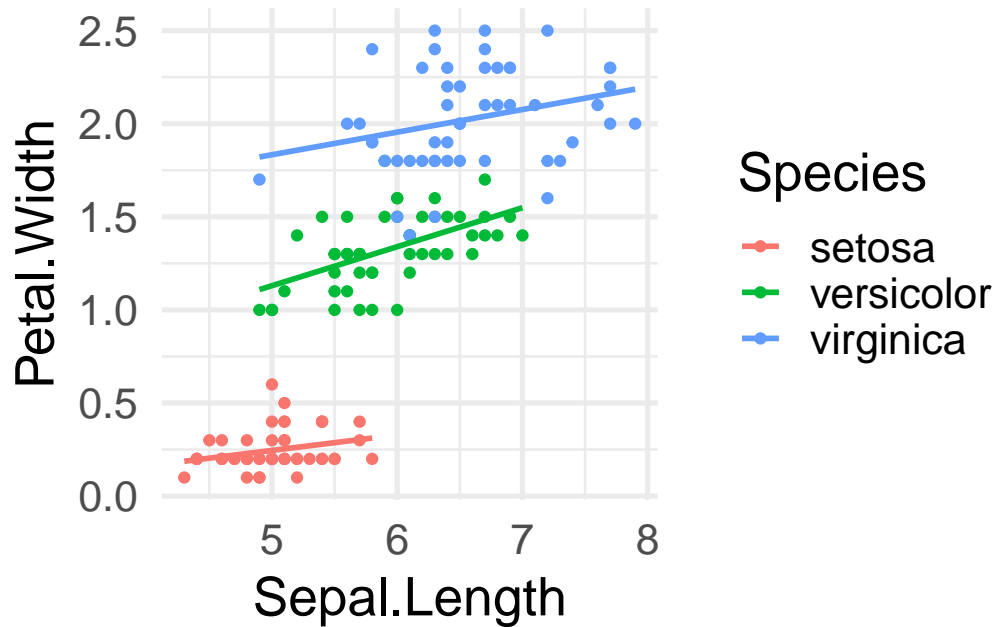 2.5
2.0
1.5
1.0
0.5
0.0
Petal.Width
5 6 7 8
Sepal.Length
Species
setosa
versicolor
virginica